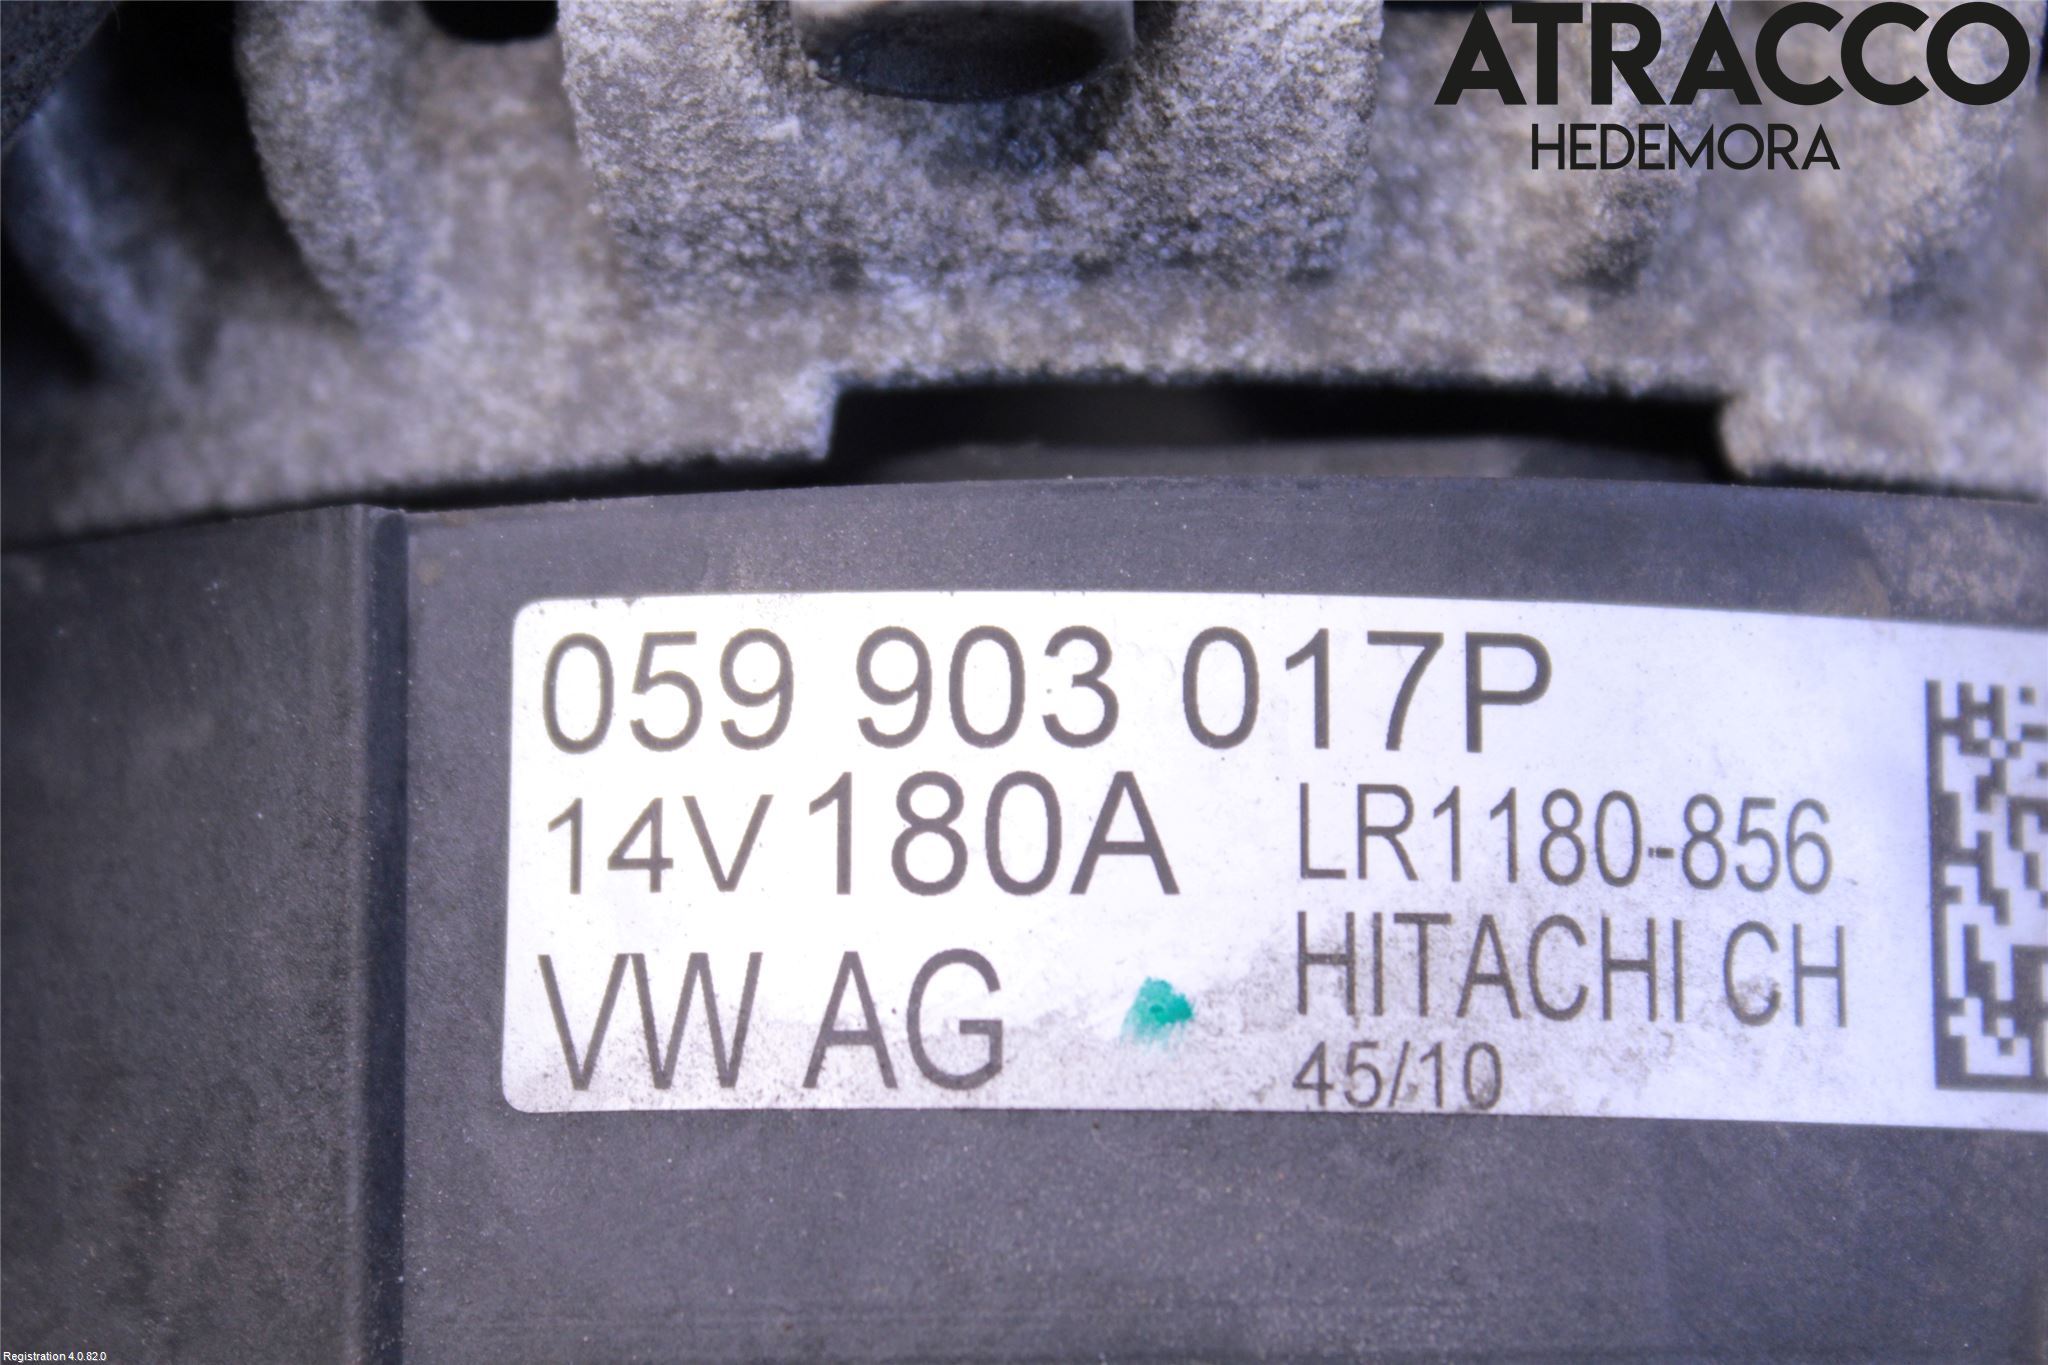 ATRACCO
HEDEMORA
059 903 017P
14V 180A LR1180-856
VW AG HITACHI CH
45/10
Registration 4.0.82.0